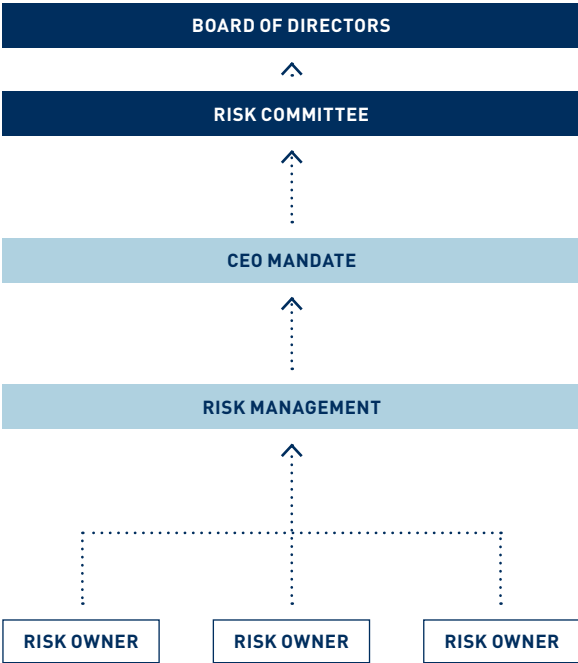 BOARD OF DIRECTORS
RISK COMMITTEE
CEO MANDATE
RISK MANAGEMENT
RISK OWNER
RISK OWNER
RISK OWNER